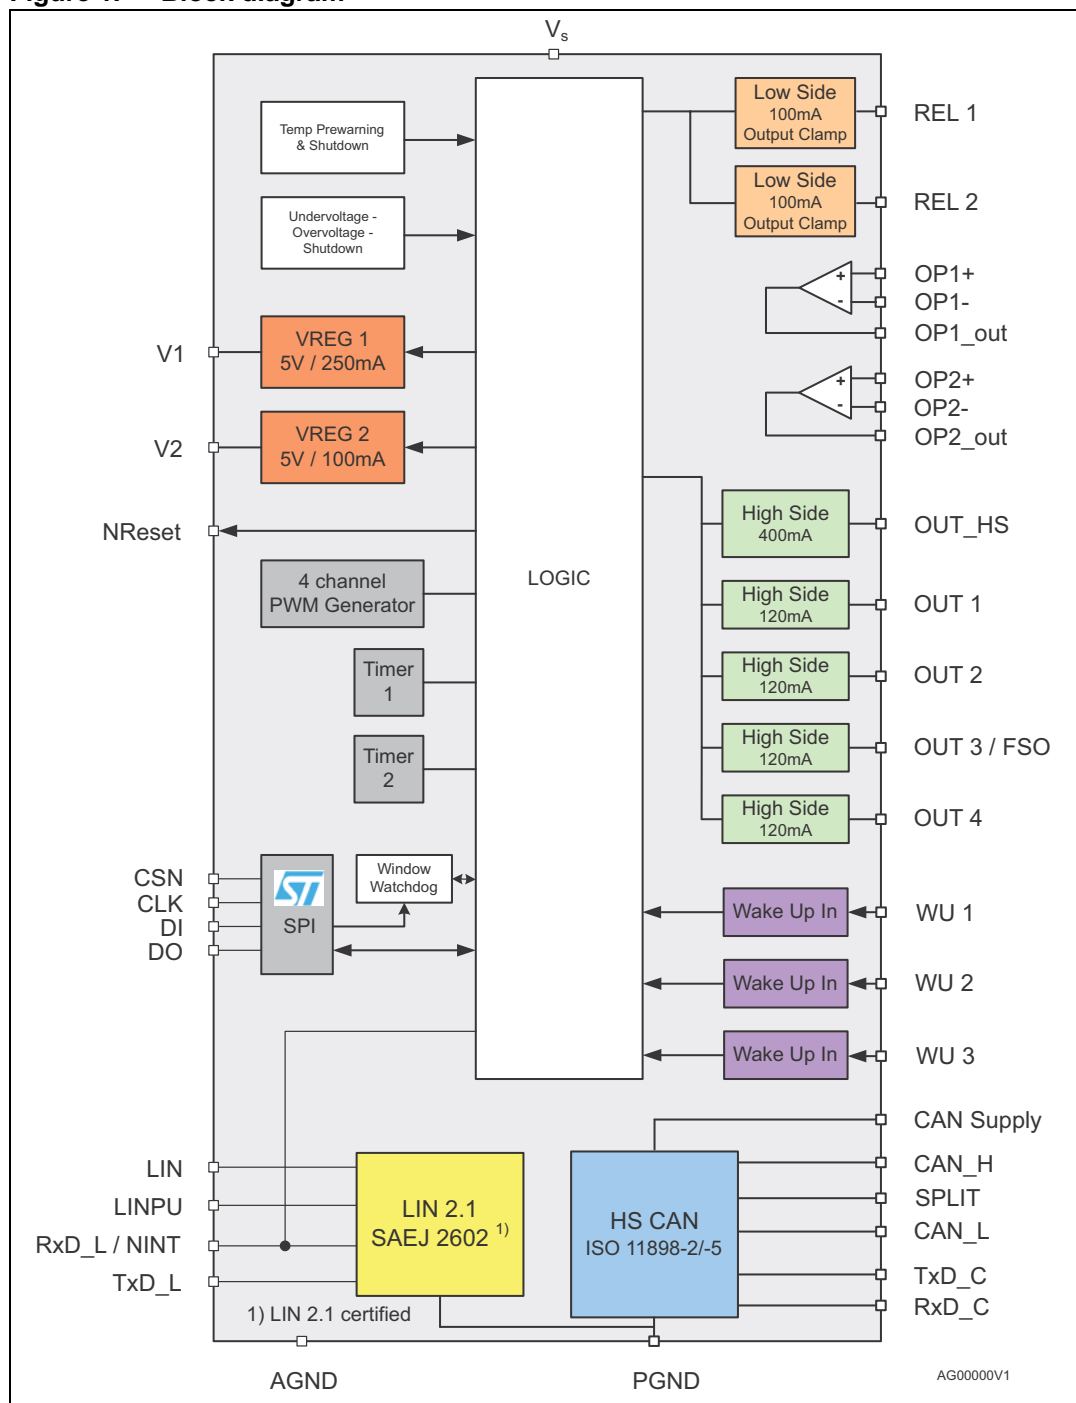 Vs
Temp Prewarning
& Shutdown
Undervoltage -
Overvoltage -
Shutdown
V1
VREG 1
5V / 250mA
V2
VREG 2
5V / 100mA
NReset
4 channel
PWM Generator
Timer
1
Timer
2
CSN
CLK
DI
DO
ST
SPI
Window
Watchdog
LOGIC
Low Side
100mA
Output Clamp
REL 1
Low Side
100mA
Output Clamp
REL 2
+
-
OP1+
OP1-
OP1_out
+
-
OP2+
OP2-
OP2_out
High Side
400mA
OUT_HS
High Side
120mA
OUT 1
High Side
120mA
OUT 2
High Side
120mA
OUT 3 / FSO
High Side
120mA
OUT 4
Wake Up In
WU 1
Wake Up In
WU 2
Wake Up In
WU 3
LIN
LINPU
RxD_L / NINT
TxD_L
LIN 2.1
SAEJ 2602 1)
1) LIN 2.1 certified
HS CAN
ISO 11898-2/-5
CAN Supply
CAN_H
SPLIT
CAN_L
TxD_C
RxD_C
AGND
PGND
AG00000V1